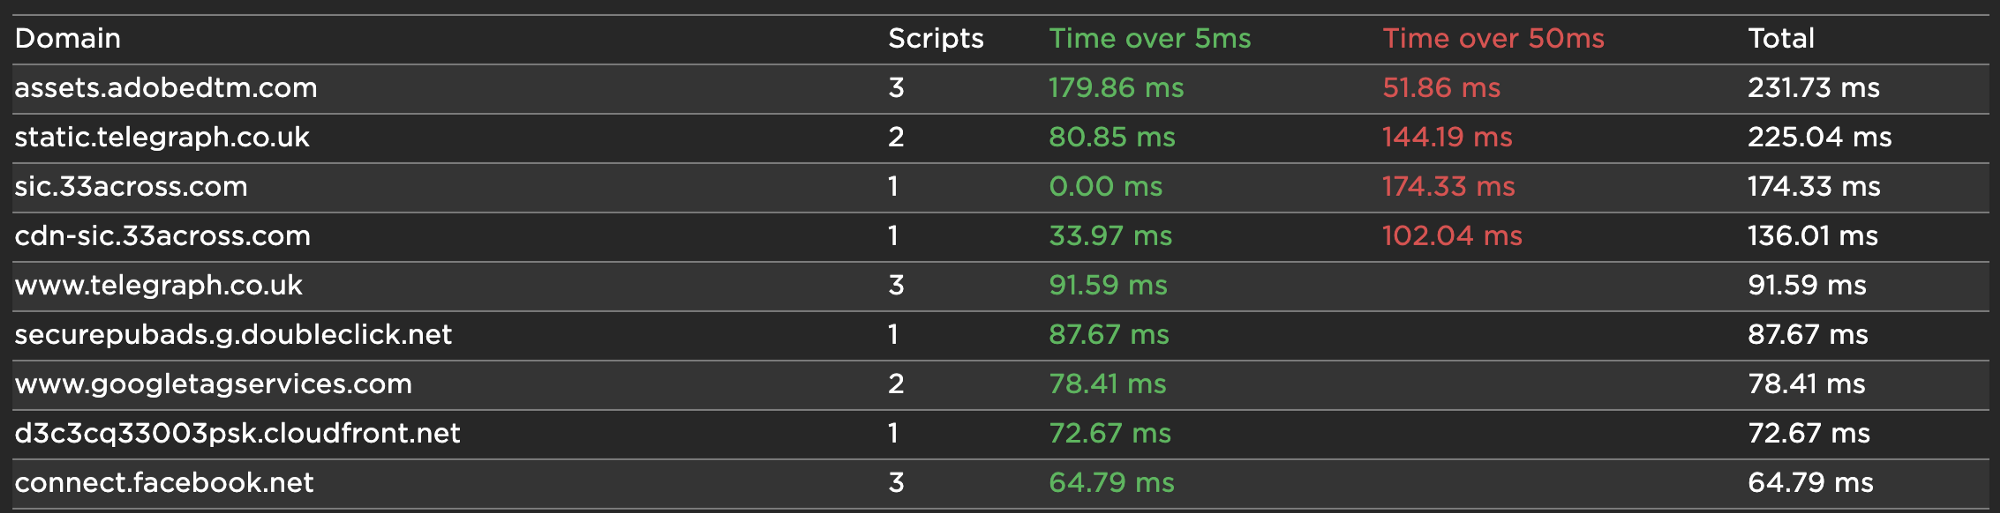 Domain Scripts Time over 5ms Time over 50ms Total
assets.adobedtm.com 3 179.86 ms 51.86 ms 231.73 ms
static.telegraph.co.uk 2 80.85 ms 144.19 ms 225.04 ms
sic.33across.com 1 0.00 ms 174.33 ms 174.33 ms
cdn-sic.33across.com 1 33.97 ms 102.04 ms 136.01 ms
www.telegraph.co.uk 3 91.59 ms 91.59 ms
securepubads.g.doubleclick.net 1 87.67 ms 87.67 ms
www.googletagservices.com 2 78.41 ms 78.41 ms
d3c3cq33003psk.cloudfront.net 1 72.67 ms 72.67 ms
connect.facebook.net 3 64.79 ms 64.79 ms